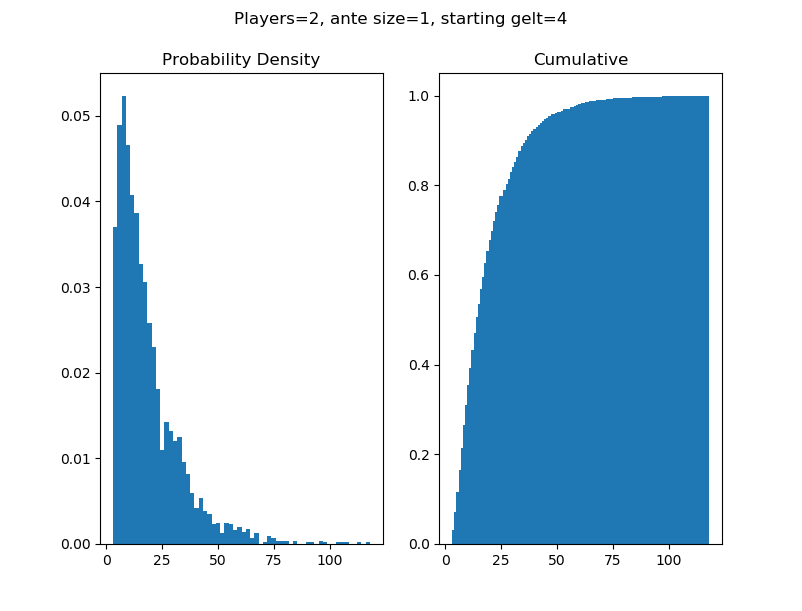 Players=2, ante size=1, starting gelt=4
Probability Density
Cumulative
0.05
0.04
0.03
0.02
0.01
0.00
0 25 50 75 100
1.0
0.8
0.6
0.4
0.2
0.0
0 25 50 75 100